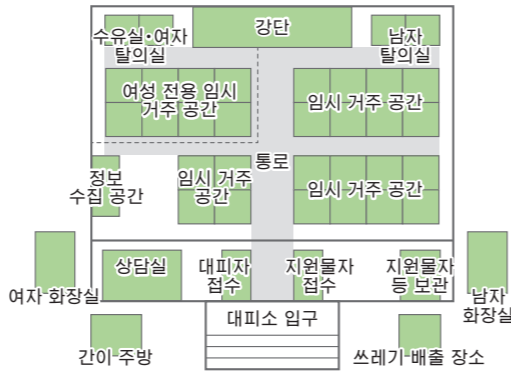 수유실·여자
탈의실
강단
남자
탈의실
여성 전용 임시
거주 공간
임시 거주 공간
통로
정보
수집 공간
임시 거주
공간
임시 거주 공간
상담실
대피자
접수
지원물자
접수
지원물자
등 보관
여자 화장실
남자
화장실
대피소 입구
간이 주방
쓰레기 배출 장소